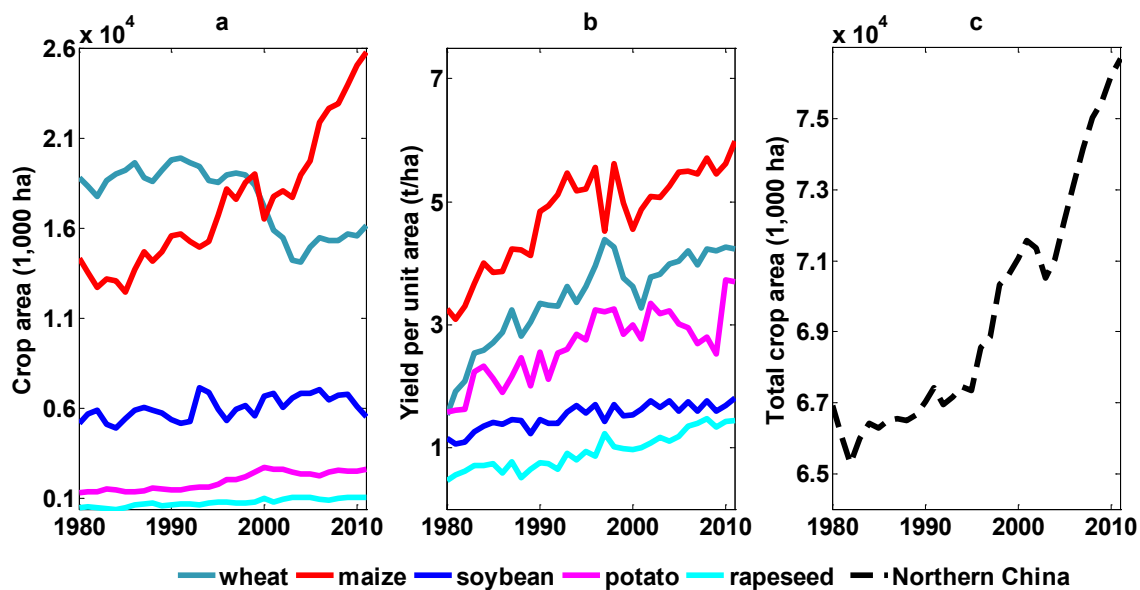 a
x 10^4
2.6
2.1
1.6
1.1
0.6
0.1
Crop area (1,000 ha)
1980 1990 2000 2010
b
7
5
3
1
Yield per unit area (t/ha)
1980 1990 2000 2010
c
x 10^4
7.5
7.3
7.1
6.9
6.7
6.5
Total crop area (1,000 ha)
1980 1990 2000 2010
wheat maize soybean potato rapeseed Northern China